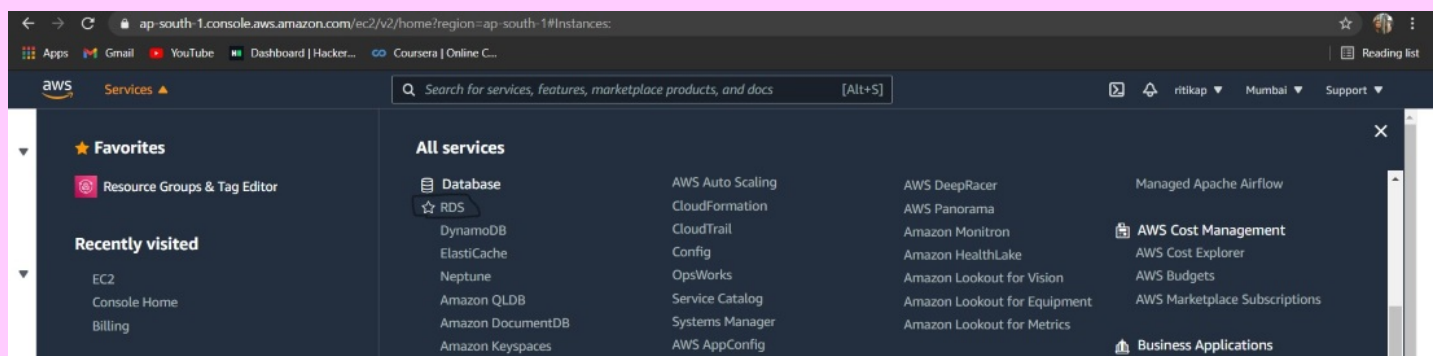 ap-south-1.console.aws.amazon.com/ec2/v2/home?region=ap-south-1#Instances:
Apps Gmail YouTube Dashboard | Hacker... Coursera | Online C... Reading list
aws Services Search for services, features, marketplace products, and docs [Alt+S] ritikap Mumbai Support
Favorites
Resource Groups & Tag Editor
Recently visited
EC2
Console Home
Billing
All services
Database
RDS
DynamoDB
ElastiCache
Neptune
Amazon QLDB
Amazon DocumentDB
Amazon Keyspaces
AWS Auto Scaling
CloudFormation
CloudTrail
Config
OpsWorks
Service Catalog
Systems Manager
AWS AppConfig
AWS DeepRacer
AWS Panorama
Amazon Monitron
Amazon HealthLake
Amazon Lookout for Vision
Amazon Lookout for Equipment
Amazon Lookout for Metrics
Managed Apache Airflow
AWS Cost Management
AWS Cost Explorer
AWS Budgets
AWS Marketplace Subscriptions
Business Applications